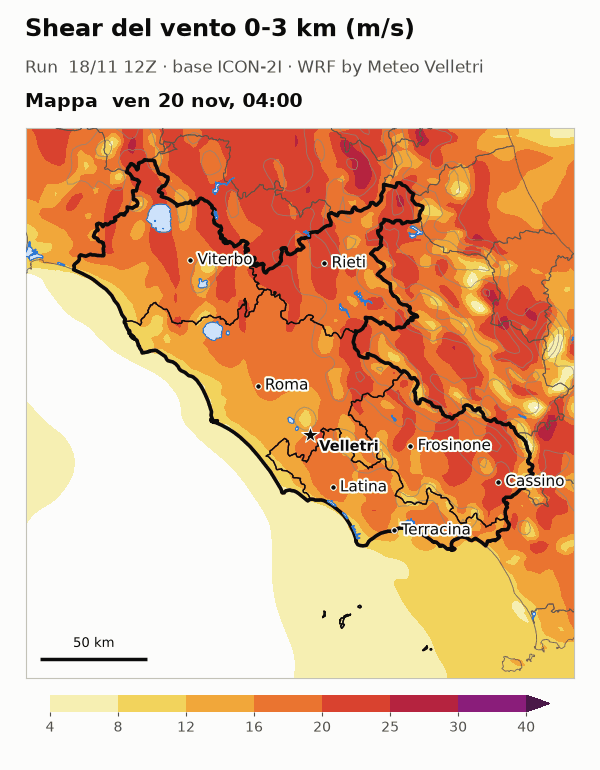 Shear del vento 0-3 km (m/s)
Run  18/11 12Z · base ICON-2I · WRF by Meteo Velletri
Mappa  ven 20 nov, 04:00
Viterbo
Rieti
Roma
Velletri
Frosinone
Latina
Cassino
Terracina
50 km
4 8 12 16 20 25 30 40